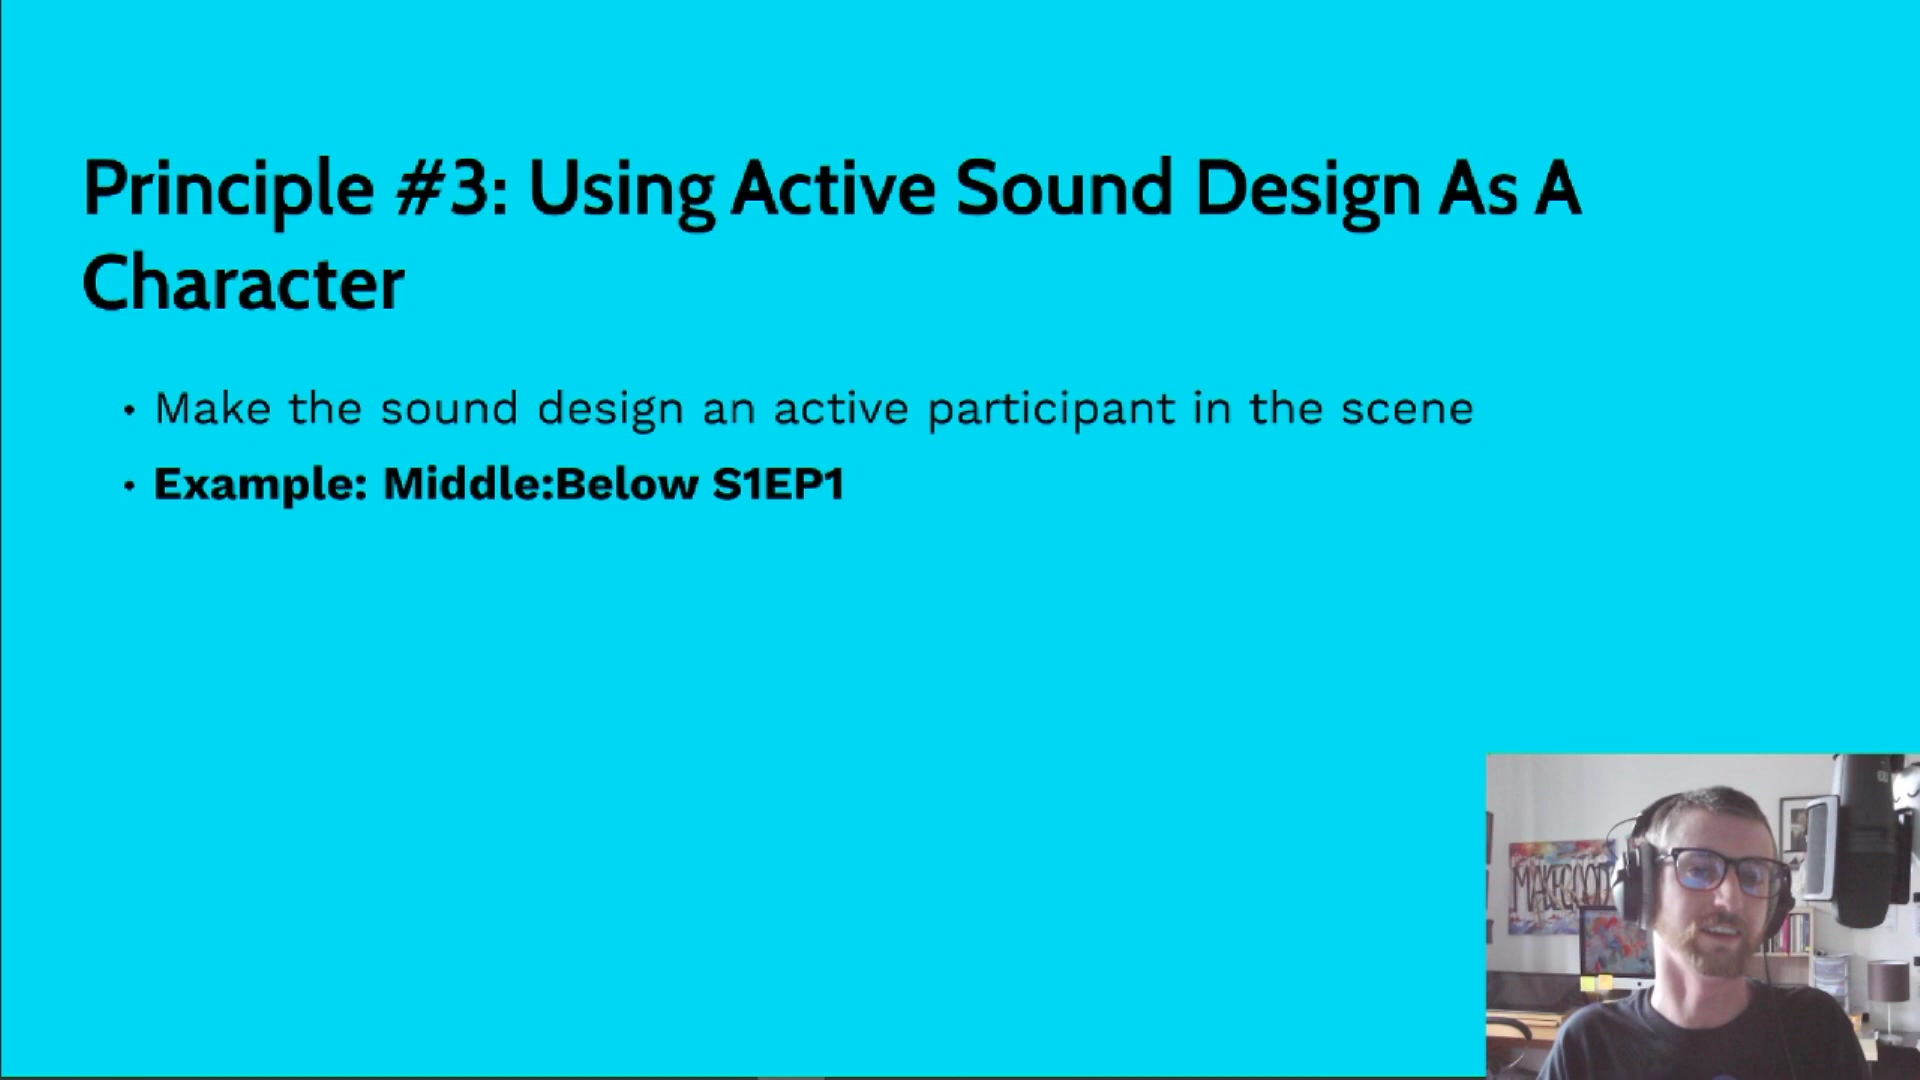 Principle #3: Using Active Sound Design As A
Character
• Make the sound design an active participant in the scene
• Example: Middle:Below S1EP1
MAKEGOOD